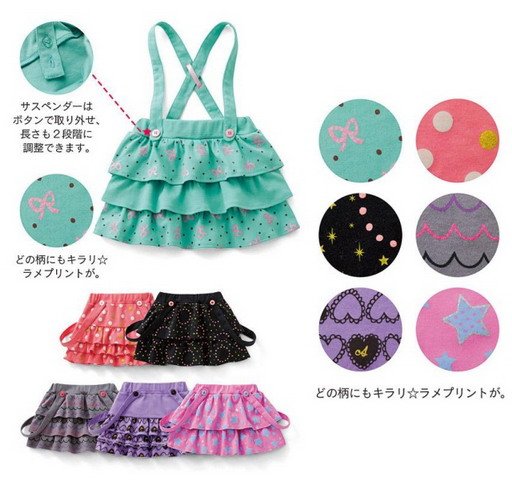 サスペンダーは
ボタンで取り外せ、
長さも２段階に
調整できます。
どの柄にもキラリ☆
ラメプリントが。
どの柄にもキラリ☆ラメプリントが。